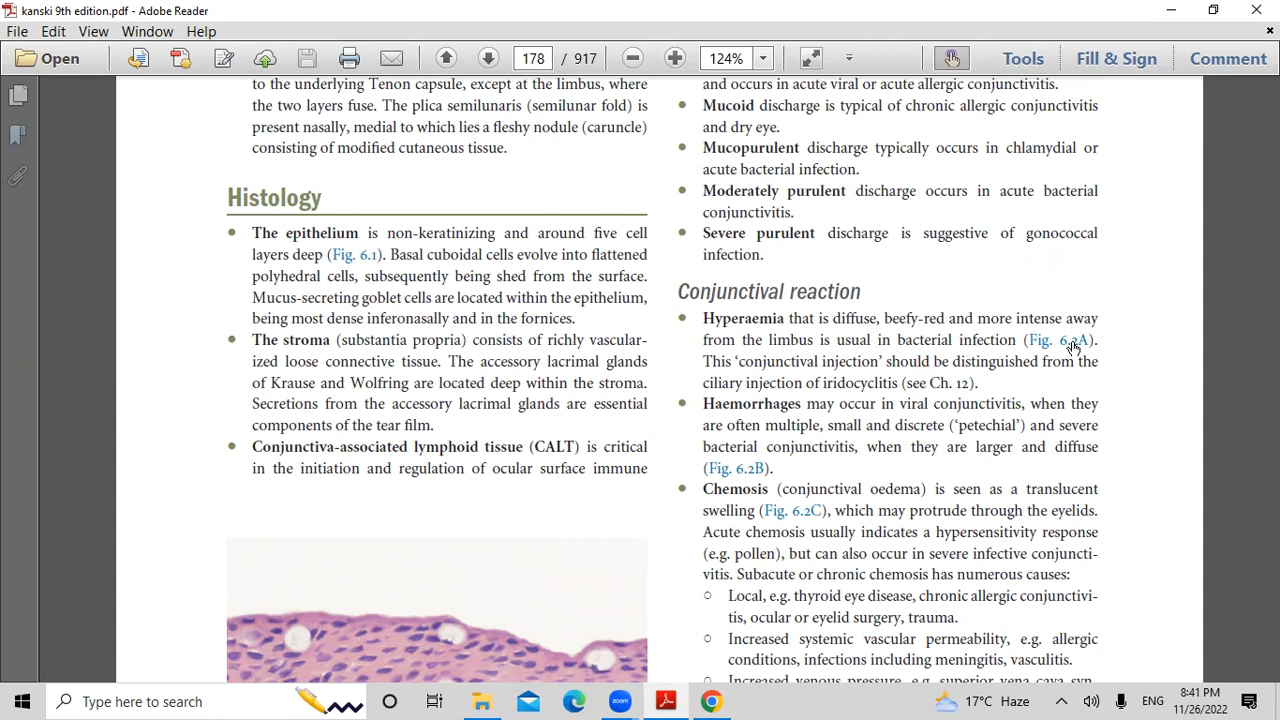 kanski 9th edition.pdf - Adobe Reader
File Edit View Window Help
Open 178 / 917 124% Tools Fill & Sign Comment
to the underlying Tenon capsule, except at the limbus, where
the two layers fuse. The plica semilunaris (semilunar fold) is
present nasally, medial to which lies a fleshy nodule (caruncle)
consisting of modified cutaneous tissue.
Histology
• The epithelium is non-keratinizing and around five cell
layers deep (Fig. 6.1). Basal cuboidal cells evolve into flattened
polyhedral cells, subsequently being shed from the surface.
Mucus-secreting goblet cells are located within the epithelium,
being most dense inferonasally and in the fornices.
• The stroma (substantia propria) consists of richly vascular-
ized loose connective tissue. The accessory lacrimal glands
of Krause and Wolfring are located deep within the stroma.
Secretions from the accessory lacrimal glands are essential
components of the tear film.
• Conjunctiva-associated lymphoid tissue (CALT) is critical
in the initiation and regulation of ocular surface immune
and occurs in acute viral or acute allergic conjunctivitis.
• Mucoid discharge is typical of chronic allergic conjunctivitis
and dry eye.
• Mucopurulent discharge typically occurs in chlamydial or
acute bacterial infection.
• Moderately purulent discharge occurs in acute bacterial
conjunctivitis.
• Severe purulent discharge is suggestive of gonococcal
infection.
Conjunctival reaction
• Hyperaemia that is diffuse, beefy-red and more intense away
from the limbus is usual in bacterial infection (Fig. 6.2A).
This ‘conjunctival injection’ should be distinguished from the
ciliary injection of iridocyclitis (see Ch. 12).
• Haemorrhages may occur in viral conjunctivitis, when they
are often multiple, small and discrete (‘petechial’) and severe
bacterial conjunctivitis, when they are larger and diffuse
(Fig. 6.2B).
• Chemosis (conjunctival oedema) is seen as a translucent
swelling (Fig. 6.2C), which may protrude through the eyelids.
Acute chemosis usually indicates a hypersensitivity response
(e.g. pollen), but can also occur in severe infective conjuncti-
vitis. Subacute or chronic chemosis has numerous causes:
○ Local, e.g. thyroid eye disease, chronic allergic conjunctivi-
tis, ocular or eyelid surgery, trauma.
○ Increased systemic vascular permeability, e.g. allergic
conditions, infections including meningitis, vasculitis.
○ Increased venous pressure, e.g. superior vena cava syn-
Type here to search 17°C Haze ENG 8:41 PM
11/26/2022